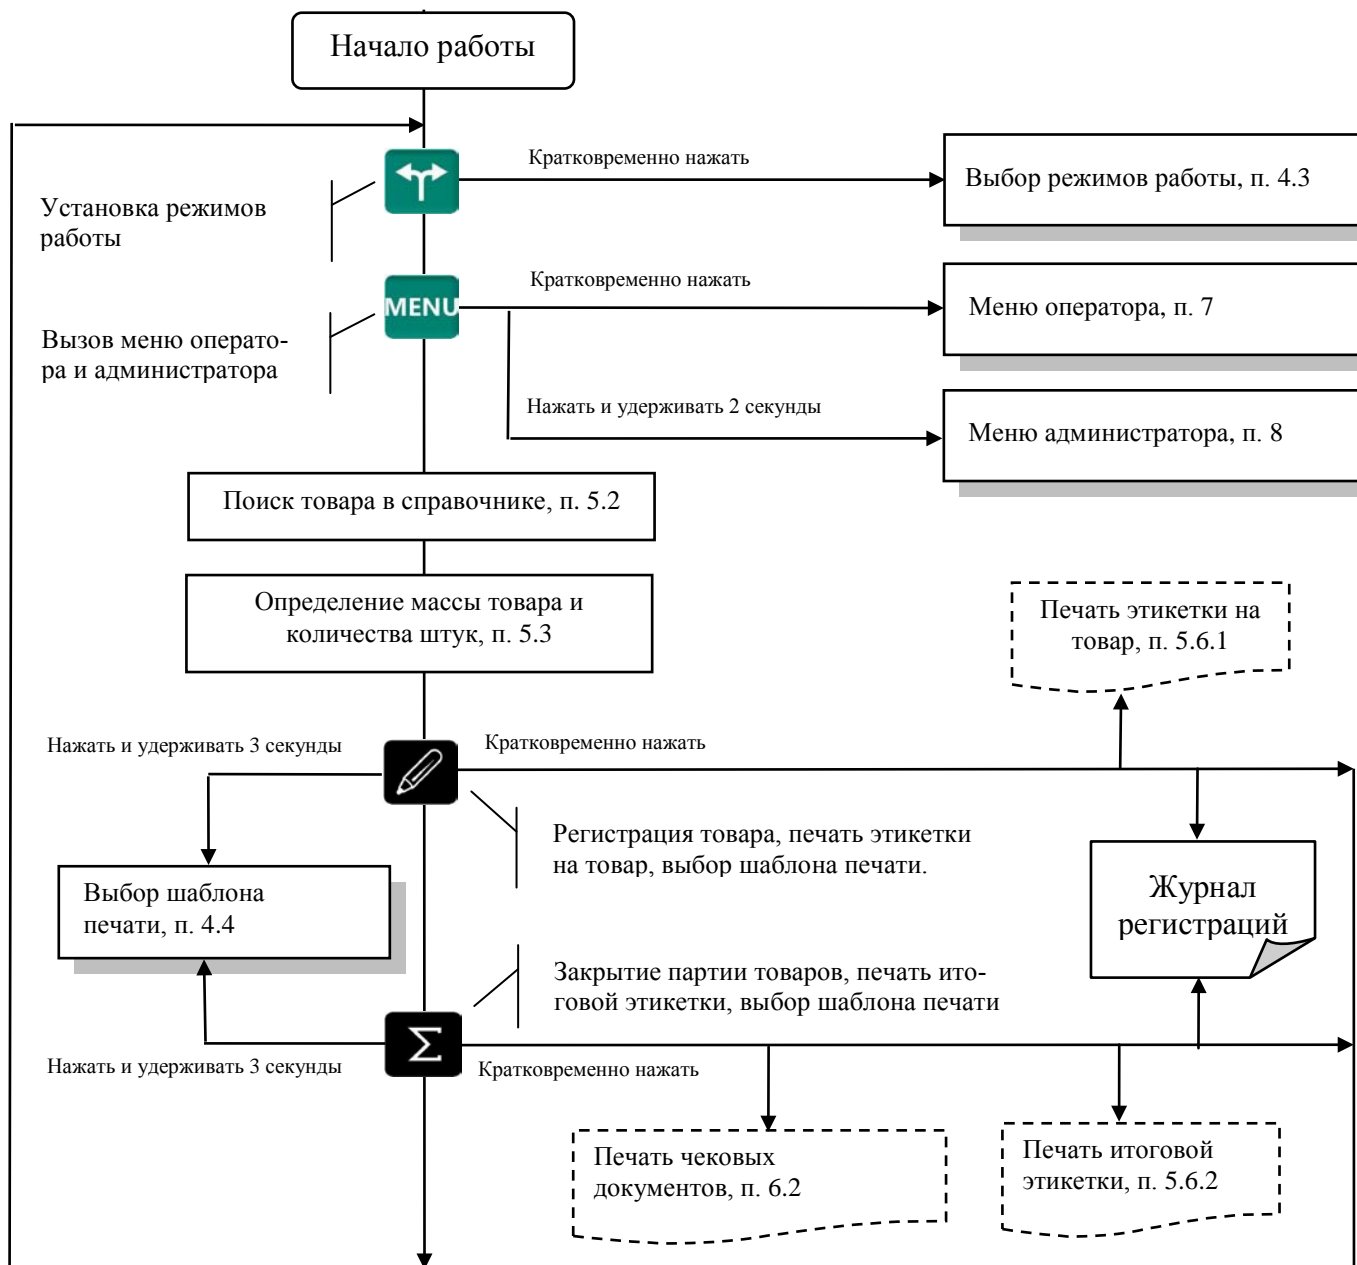 Начало работы
Кратковременно нажать
Выбор режимов работы, п. 4.3
Установка режимов
работы
Кратковременно нажать
MENU
Меню оператора, п. 7
Вызов меню операто-
ра и администратора
Нажать и удерживать 2 секунды
Меню администратора, п. 8
Поиск товара в справочнике, п. 5.2
Определение массы товара и
количества штук, п. 5.3
Печать этикетки на
товар, п. 5.6.1
Нажать и удерживать 3 секунды
Кратковременно нажать
Регистрация товара, печать этикетки
на товар, выбор шаблона печати.
Журнал
регистраций
Выбор шаблона
печати, п. 4.4
Закрытие партии товаров, печать ито-
говой этикетки, выбор шаблона печати
Σ
Нажать и удерживать 3 секунды
Кратковременно нажать
Печать чековых
документов, п. 6.2
Печать итоговой
этикетки, п. 5.6.2